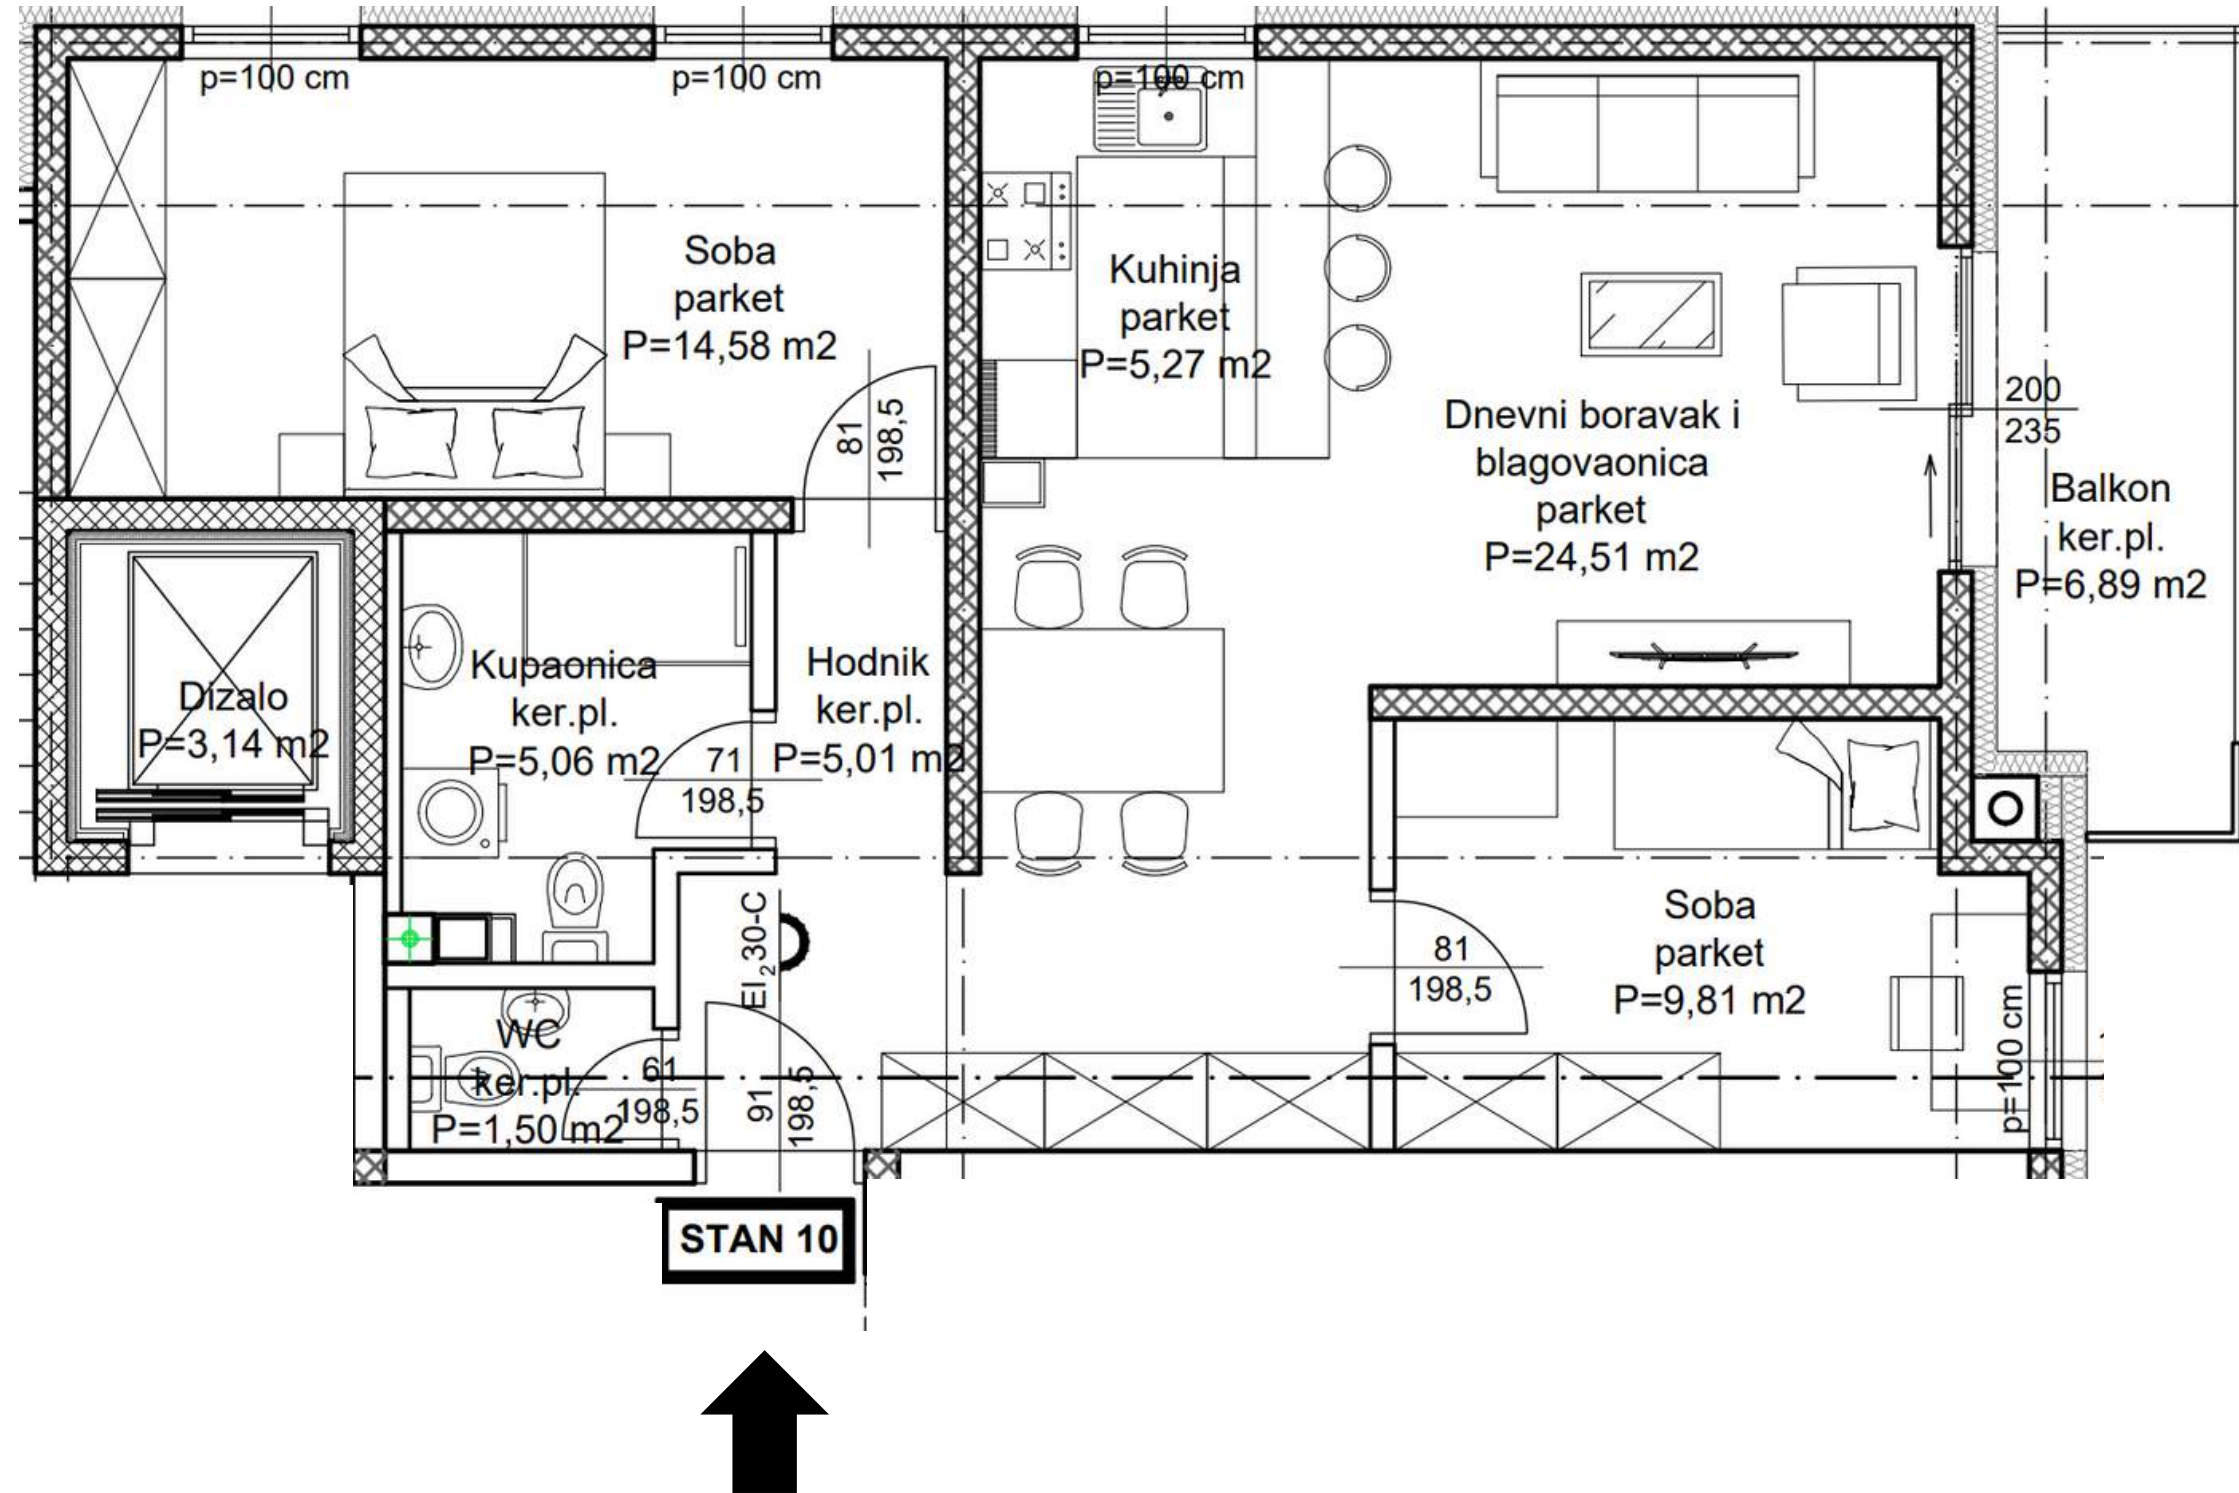 p=100 cm
p=100 cm
p=100 cm
Soba
parket
P=14,58 m2
81
198,5
Kuhinja
parket
P=5,27 m2
Dnevni boravak i
blagovaonica
parket
P=24,51 m2
200
235
Balkon
ker.pl.
P=6,89 m2
Dizalo
P=3,14 m2
Kupaonica
ker.pl.
P=5,06 m2
71
198,5
Hodnik
ker.pl.
P=5,01 m2
EI₂30-C
81
198,5
Soba
parket
P=9,81 m2
p=100 cm
WC
ker.pl.
P=1,50 m2
61
198,5
91
198,5
STAN 10